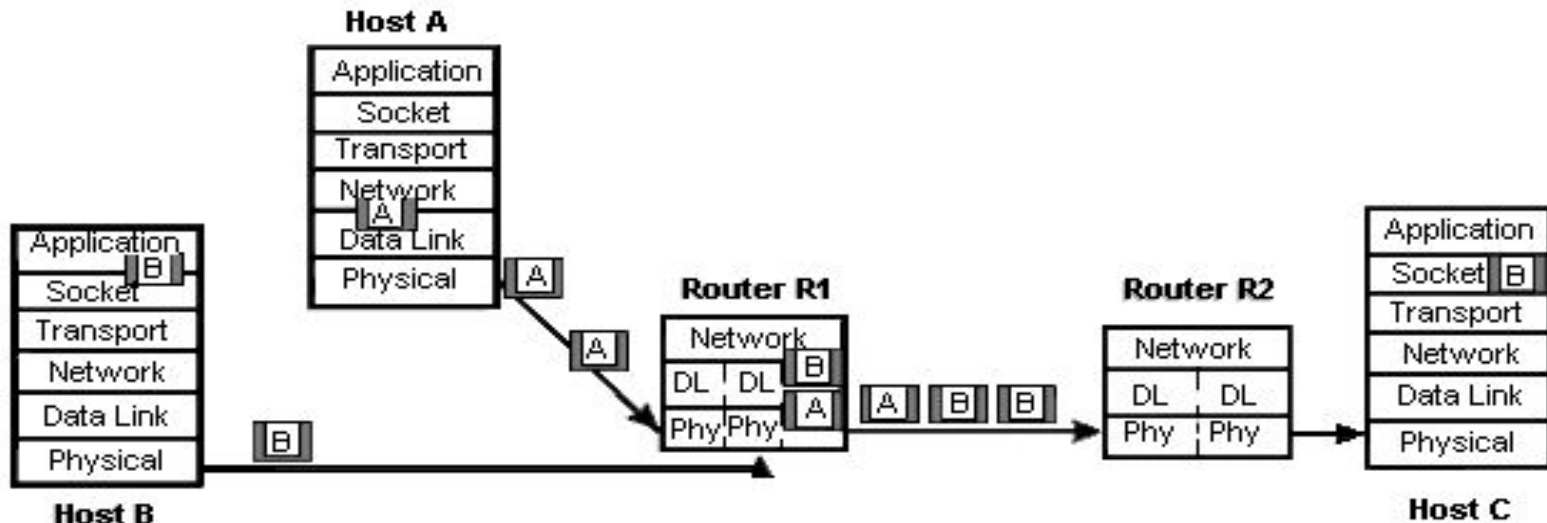 Host A
Application
Socket
Transport
Network
A
Data Link
Physical
Application
B
Socket
Transport
Network
Data Link
Physical
Host B
B
A
A
Router R1
Network
B
DL DL
A
Phy Phy
A B B
Router R2
Network
DL DL
Phy Phy
Application
Socket B
Transport
Network
Data Link
Physical
Host C